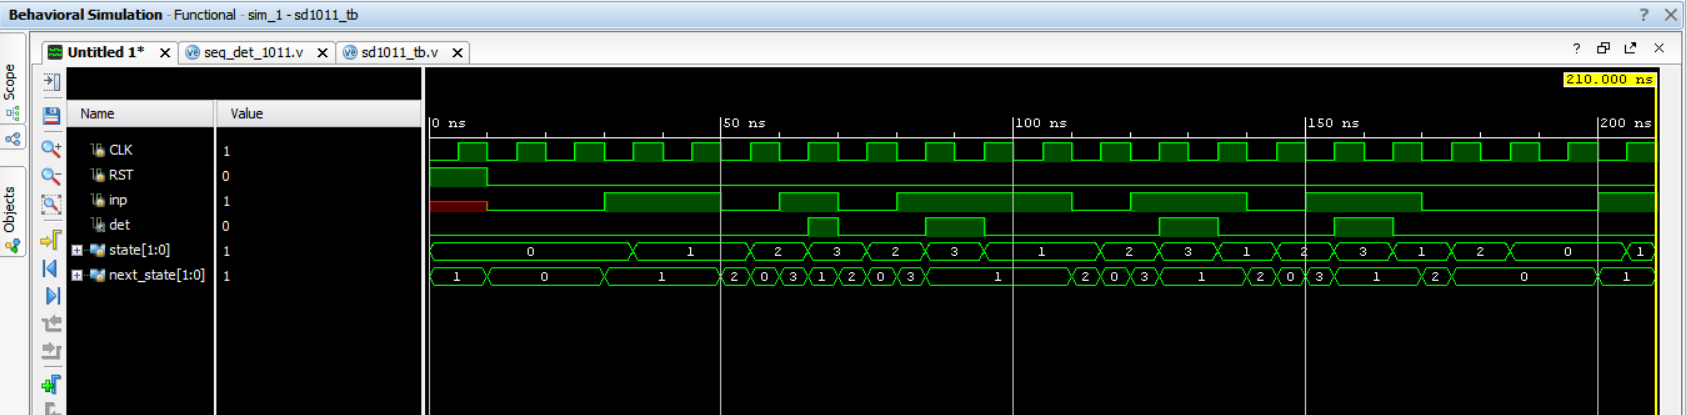 Behavioral Simulation - Functional - sim_1 - sd1011_tb
? X
Untitled 1* X seq_det_1011.v X sd1011_tb.v X
?
Scope
Objects
210.000 ns
Name Value
0 ns 50 ns 100 ns 150 ns 200 ns
CLK 1
RST 0
inp 1
det 0
state[1:0] 1 0 1 2 3 2 3 1 2 3 1 2 3 1 2 0 1
next_state[1:0] 1 1 0 1 2 0 3 1 2 0 3 1 2 0 3 1 2 0 3 1 2 0 1